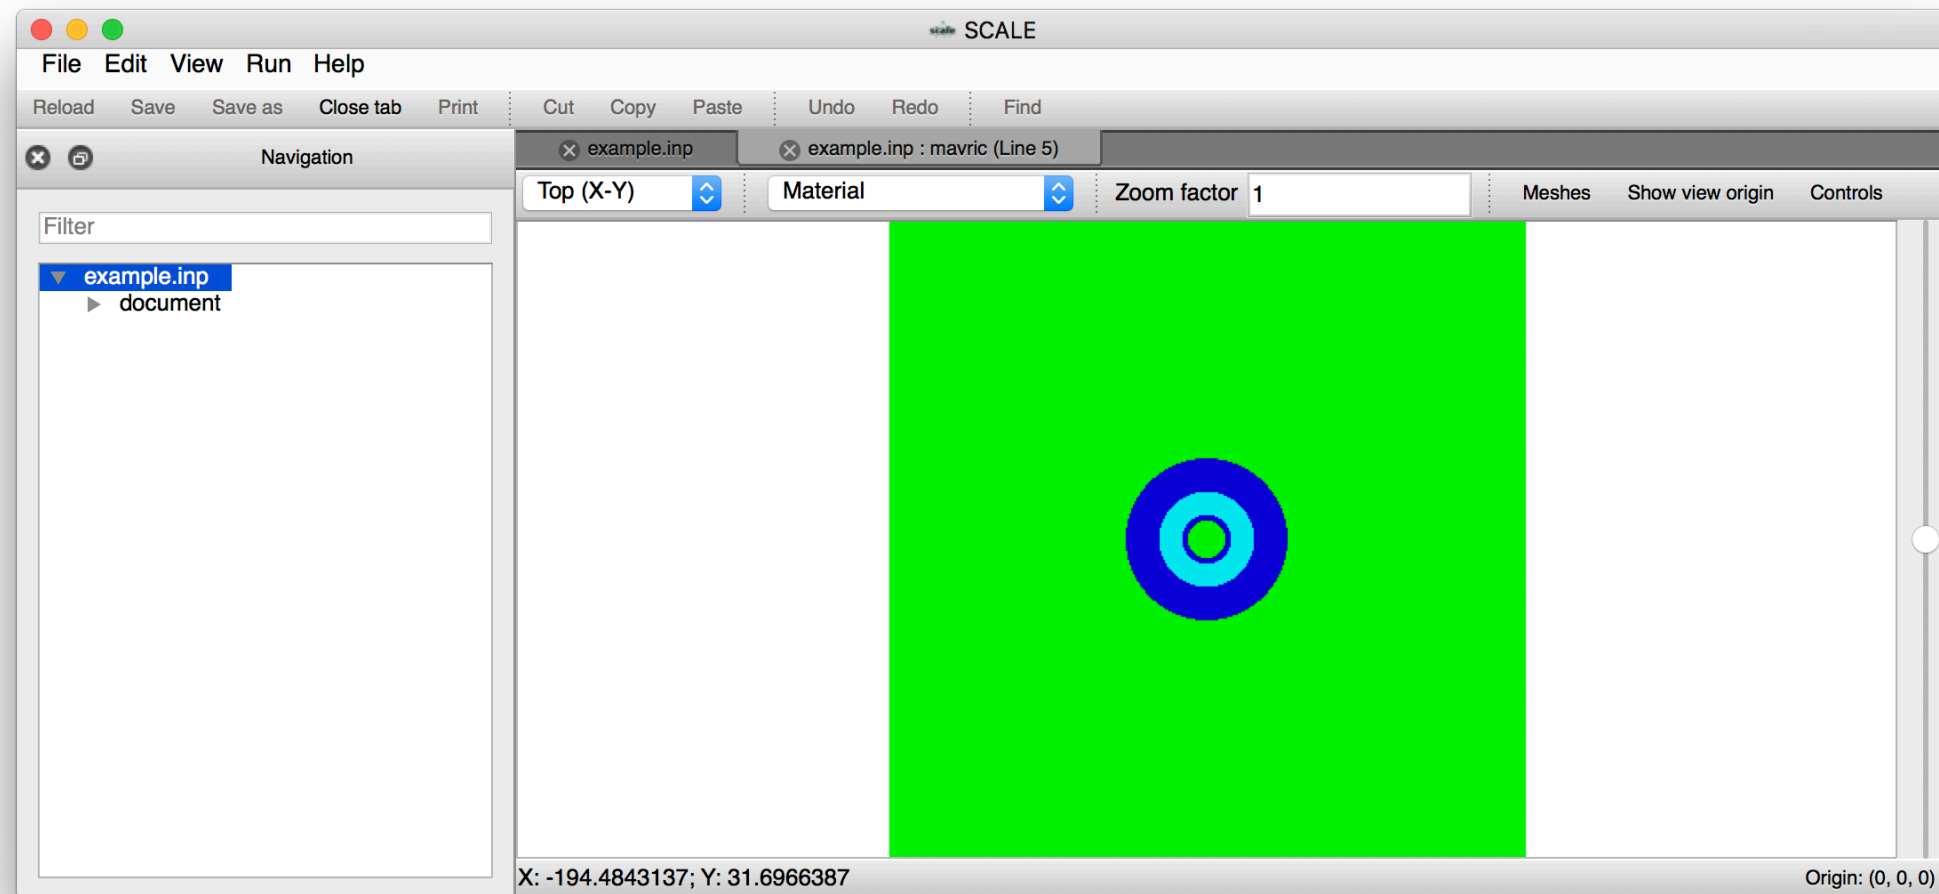 scale SCALE
File Edit View Run Help
Reload Save Save as Close tab Print Cut Copy Paste Undo Redo Find
Navigation
example.inp example.inp : mavric (Line 5)
Top (X-Y) Material Zoom factor 1 Meshes Show view origin Controls
Filter
example.inp
document
X: -194.4843137; Y: 31.6966387 Origin: (0, 0, 0)